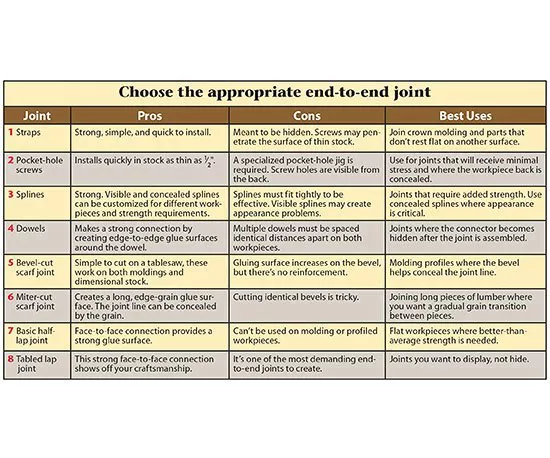 Choose the appropriate end-to-end joint
Joint Pros Cons Best Uses
1 Straps
Strong, simple, and quick to install.
Meant to be hidden. Screws may pen-
etrate the surface of thin stock.
Join crown molding and parts that
don't rest flat on another surface.
2 Pocket-hole
screws
Installs quickly in stock as thin as 1/2".
A specialized pocket-hole jig is
required. Screw holes are visible from
the back.
Use for joints that will receive minimal
stress and where the workpiece back is
concealed.
3 Splines
Strong. Visible and concealed splines
can be customized for different work-
pieces and strength requirements.
Splines must fit tightly to be
effective. Visible splines may create
appearance problems.
Joints that require added strength. Use
concealed splines where appearance
is critical.
4 Dowels
Makes a strong connection by
creating edge-to-edge glue surfaces
around the dowels.
Multiple dowels must be spaced
identical distances apart on both
workpieces.
Joints where the connector becomes
hidden after the joint is assembled.
5 Bevel-cut
scarf joint
Simple to cut on a tablesaw, these
work on both moldings and
dimensional stock.
Gluing surface increases on the bevel,
but there's no reinforcement.
Molding profiles where the bevel
helps conceal the joint line.
6 Miter-cut
scarf joint
Creates a long, edge-grain glue sur-
face. The joint line can be concealed
by the grain.
Cutting identical bevels is tricky.
Joining long pieces of lumber where
you want a gradual grain transition
between pieces.
7 Basic half-
lap joint
Face-to-face connection provides a
strong glue surface.
Can't be used on molding or profiled
workpieces.
Flat workpieces where better-than-
average strength is needed.
8 Tabled lap
joint
This strong face-to-face connection
shows off your craftsmanship.
It's one of the most demanding end-
to-end joints to create.
Joints you want to display, not hide.